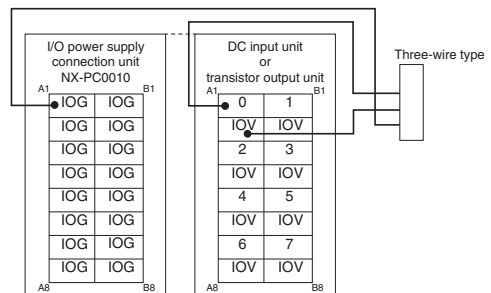 I/O power supply
connection unit
NX-PC0010
A1 B1
IOG IOG
IOG IOG
IOG IOG
IOG IOG
IOG IOG
IOG IOG
IOG IOG
IOG IOG
A8 B8
DC input unit
or
transistor output unit
A1 B1
0 1
IOV IOV
2 3
IOV IOV
4 5
IOV IOV
6 7
IOV IOV
A8 B8
Three-wire type